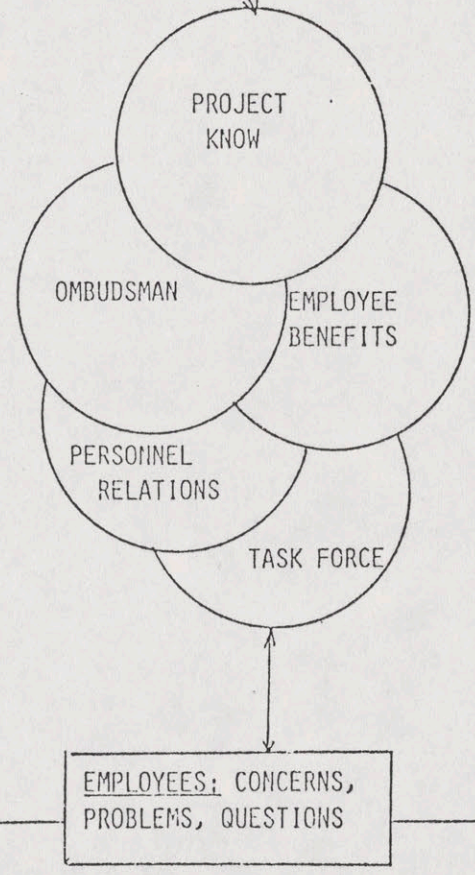 PROJECT
KNOW
OMBUDSMAN
EMPLOYEE
BENEFITS
PERSONNEL
RELATIONS
TASK FORCE
EMPLOYEES: CONCERNS,
PROBLEMS, QUESTIONS